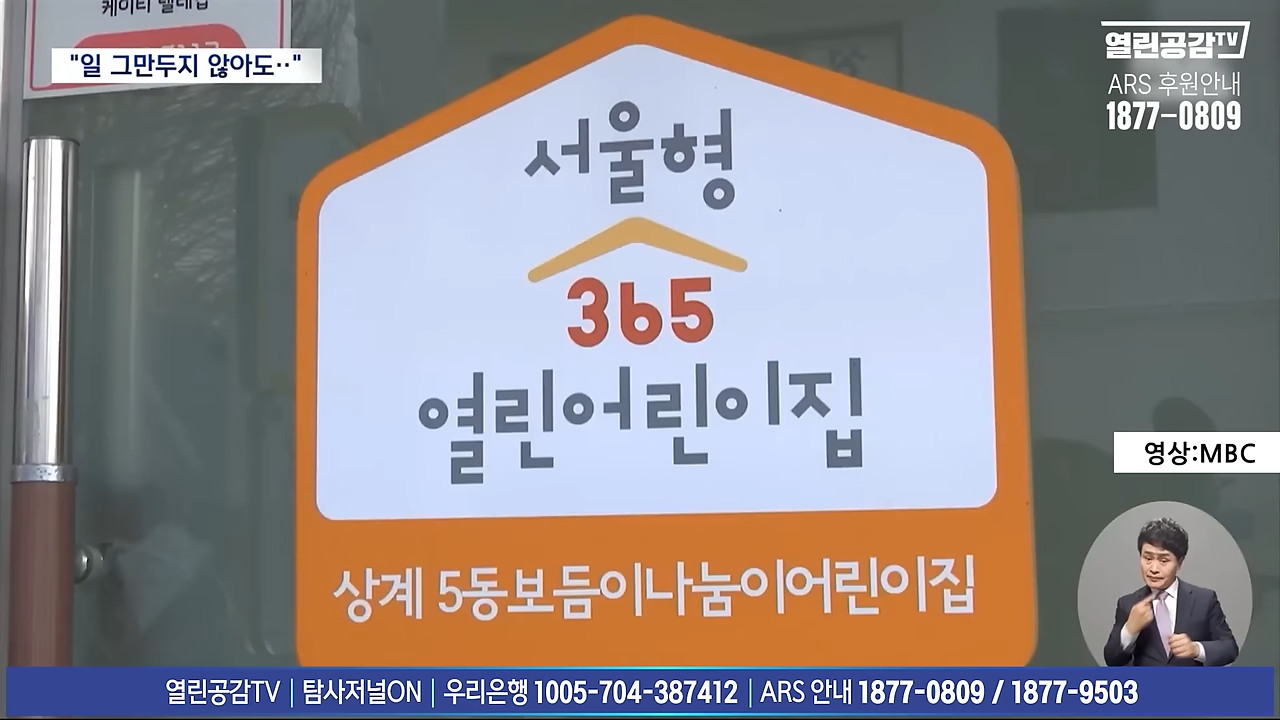 "일 그만두지 않아도··"
열린공감TV
ARS 후원안내
1877-0809
서울형
365
열린어린이집
상계 5동보듬이나눔이어린이집
영상:MBC
열린공감TV | 탐사저널ON | 우리은행 1005-704-387412 | ARS 안내 1877-0809 / 1877-9503